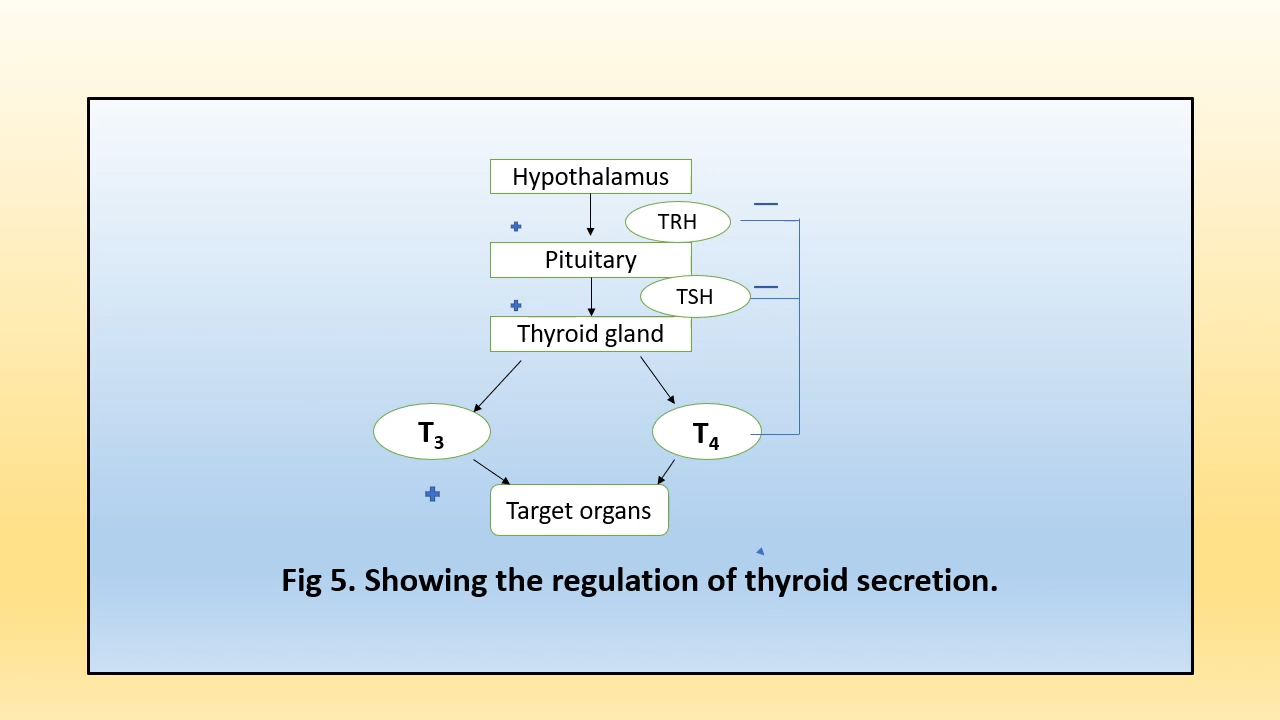 Hypothalamus
TRH
Pituitary
TSH
Thyroid gland
T₃
T₄
Target organs
Fig 5. Showing the regulation of thyroid secretion.